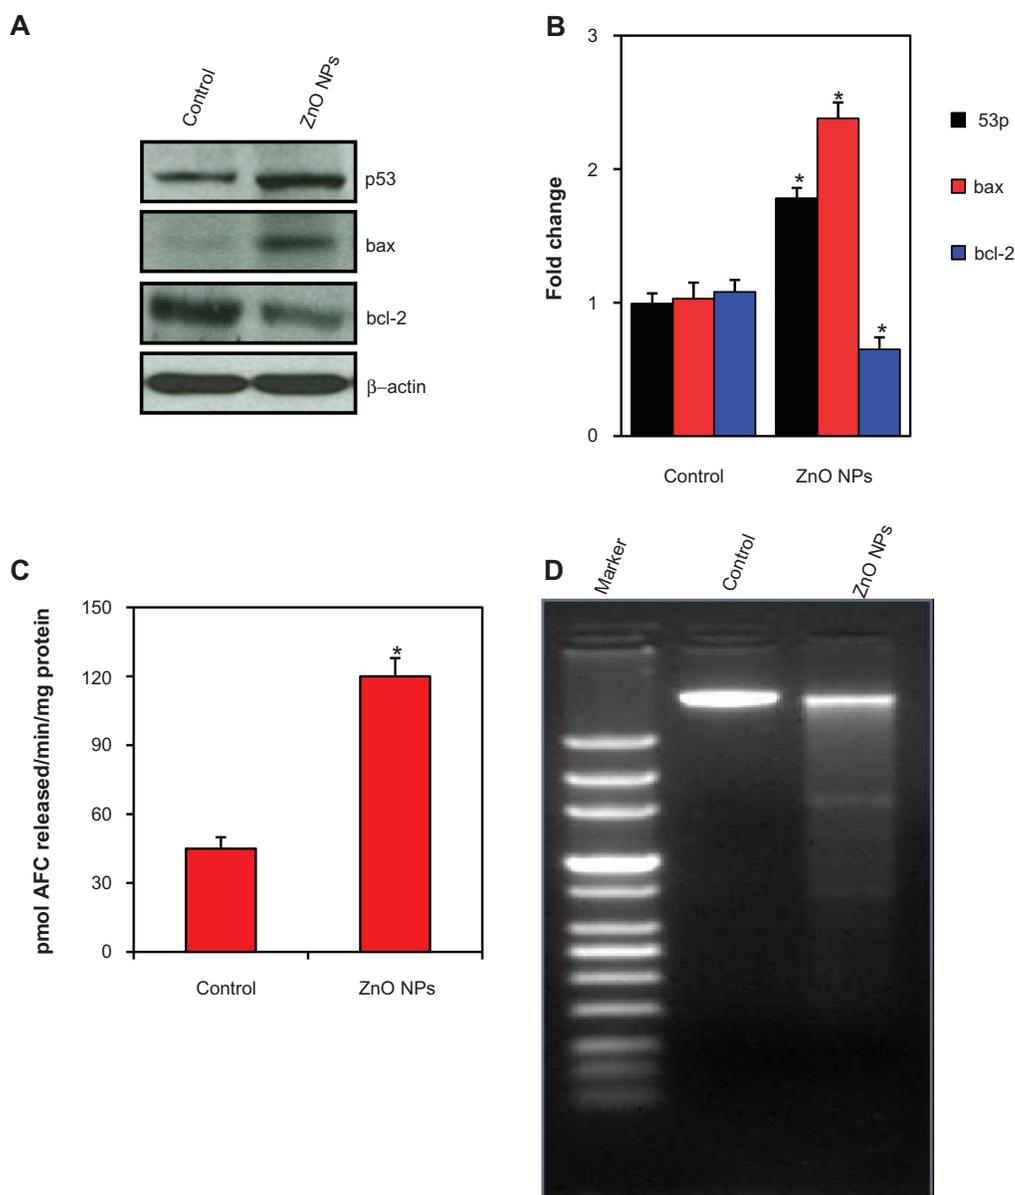 A
Control
ZnO NPs
p53
bax
bcl-2
β–actin
B
3
2
1
0
Fold change
*
*
*
Control
ZnO NPs
53p
bax
bcl-2
C
150
120
90
60
30
0
pmol AFC released/min/mg protein
*
Control
ZnO NPs
D
Marker
Control
ZnO NPs